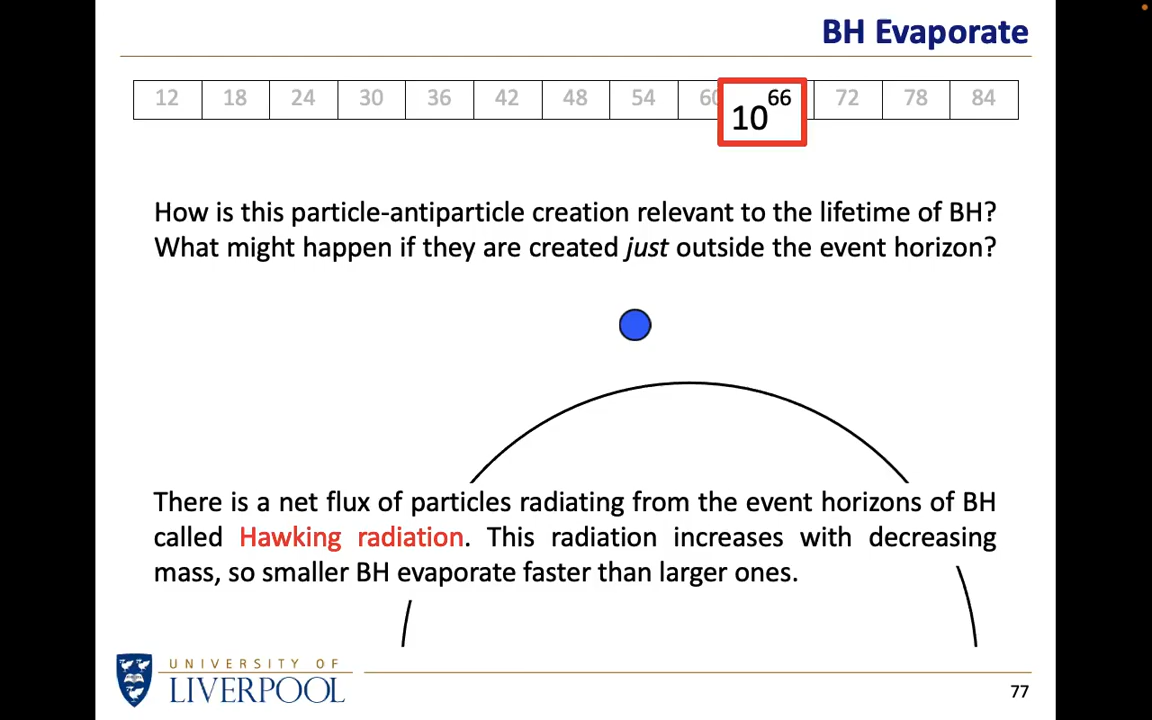 BH Evaporate
12 18 24 30 36 42 48 54 60 10^66 72 78 84
How is this particle-antiparticle creation relevant to the lifetime of BH?
What might happen if they are created just outside the event horizon?
There is a net flux of particles radiating from the event horizons of BH
called Hawking radiation. This radiation increases with decreasing
mass, so smaller BH evaporate faster than larger ones.
UNIVERSITY OF
LIVERPOOL
77